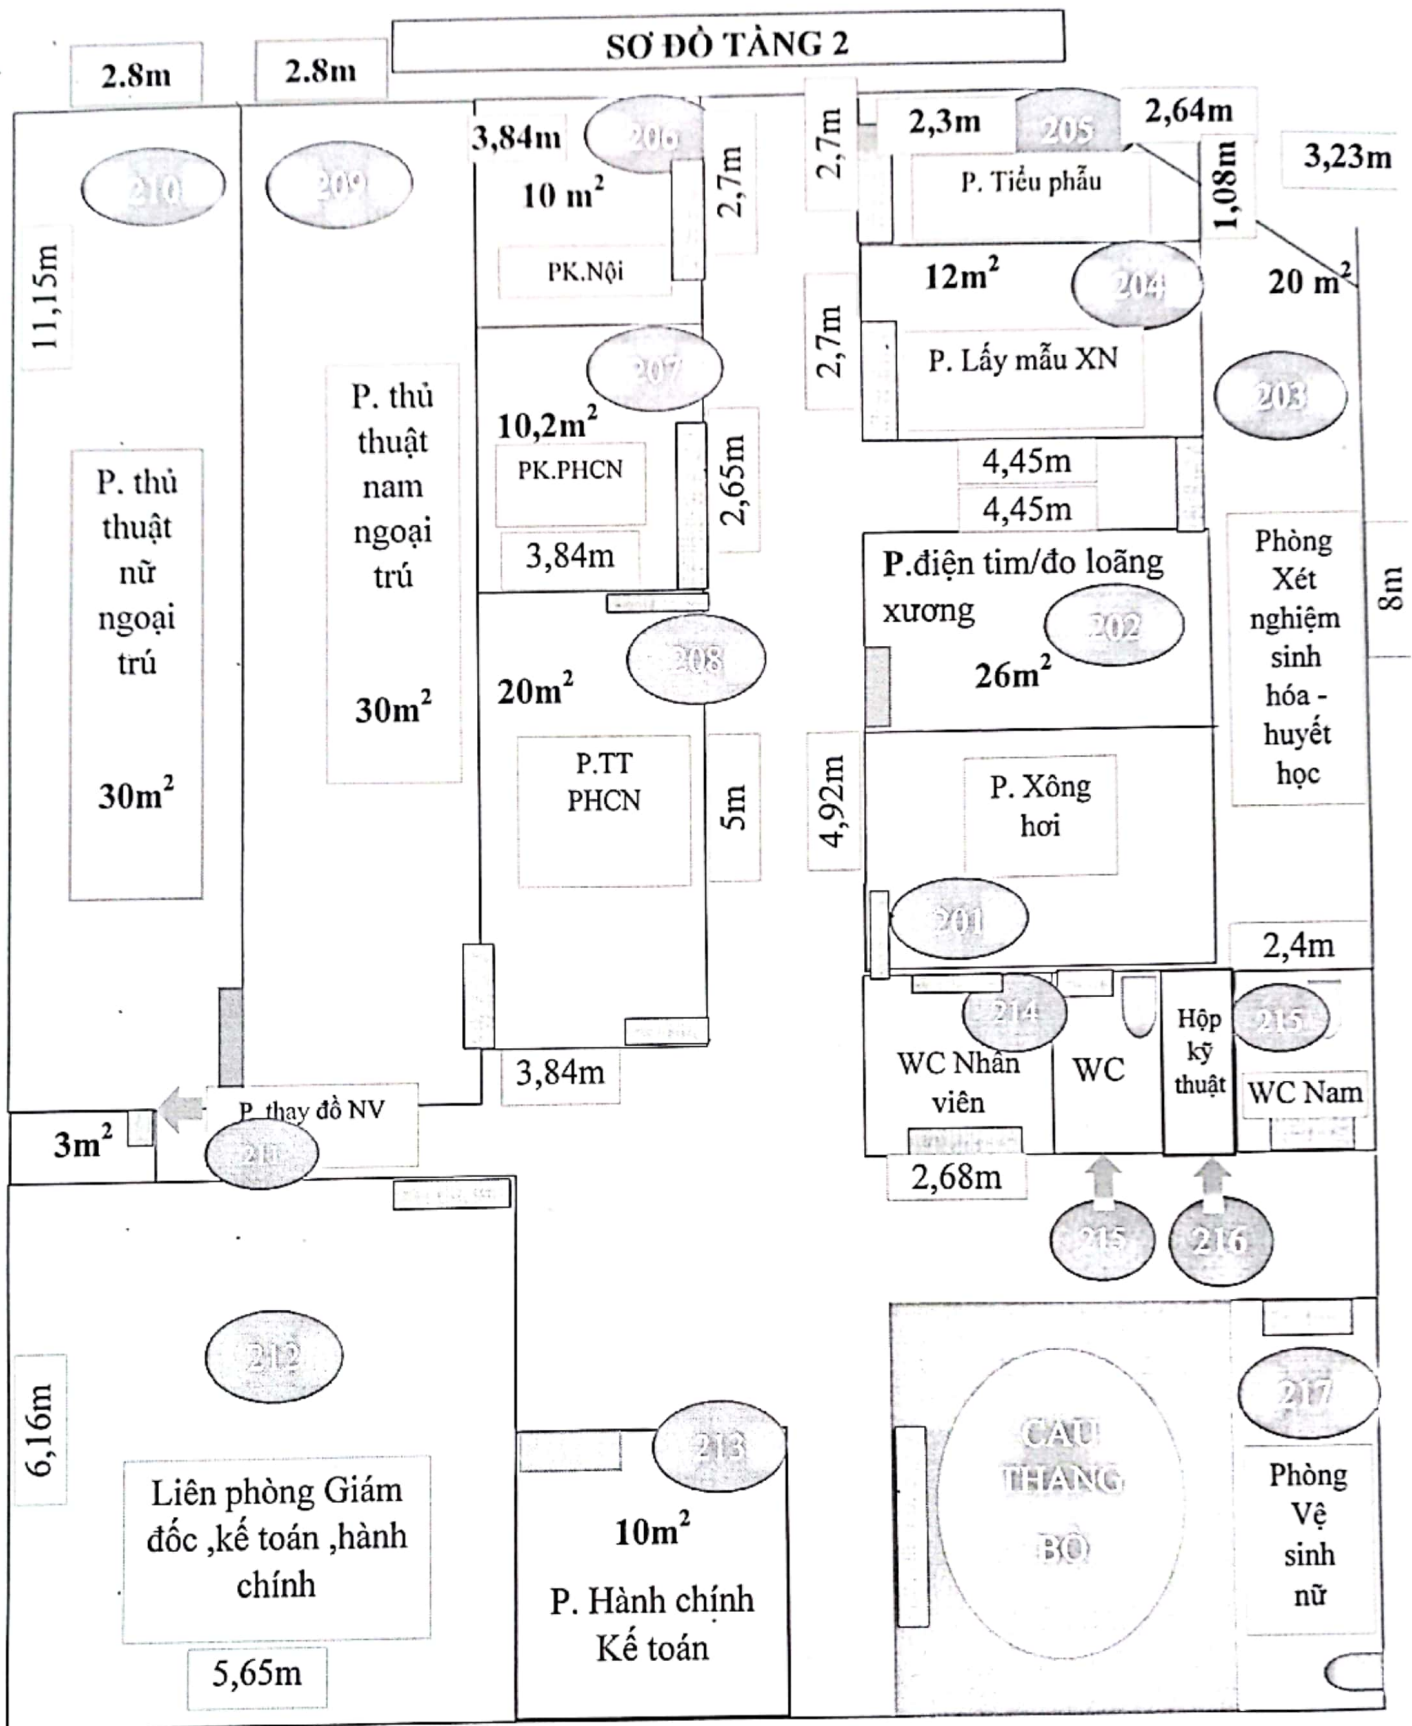 SƠ ĐỒ TẦNG 2
2.8m
2.8m
3,84m
206
2,7m
10 m²
PK.Nội
2,7m
2,3m
205
2,64m
P. Tiểu phẫu
1,08m
3,23m
210
209
11,15m
12m²
204
20 m²
2,7m
P. Lấy mẫu XN
203
207
10,2m²
PK.PHCN
2,65m
3,84m
4,45m
4,45m
P. thủ
thuật
nam
ngoại
trú
30m²
P. thủ
thuật
nữ
ngoại
trú
30m²
P.điện tim/đo loãng
xương
202
26m²
Phòng
Xét
nghiệm
sinh
hóa -
huyết
học
8m
208
20m²
P.TT
PHCN
5m
4,92m
P. Xông
hơi
201
2,4m
3,84m
214
WC Nhân
viên
WC
Hộp
kỹ
thuật
215
WC Nam
2,68m
215
216
P. thay đồ NV
3m²
211
212
6,16m
Liên phòng Giám
đốc ,kế toán ,hành
chính
5,65m
213
10m²
P. Hành chính
Kế toán
CẦU
THANG
BỘ
217
Phòng
Vệ
sinh
nữ